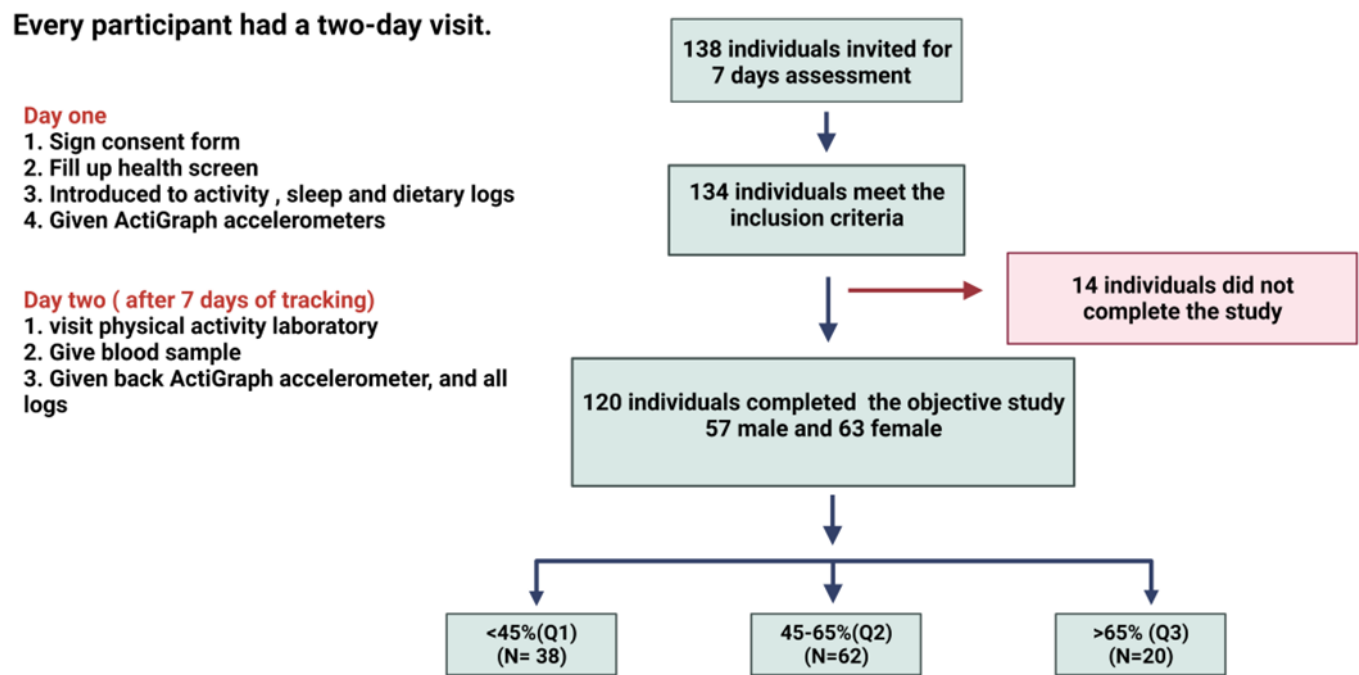 Every participant had a two-day visit.
Day one
1. Sign consent form
2. Fill up health screen
3. Introduced to activity , sleep and dietary logs
4. Given ActiGraph accelerometers
Day two ( after 7 days of tracking)
1. visit physical activity laboratory
2. Give blood sample
3. Given back ActiGraph accelerometer, and all
logs
138 individuals invited for
7 days assessment
134 individuals meet the
inclusion criteria
14 individuals did not
complete the study
120 individuals completed  the objective study
57 male and 63 female
<45%(Q1)
(N= 38)
45-65%(Q2)
(N=62)
>65% (Q3)
(N=20)